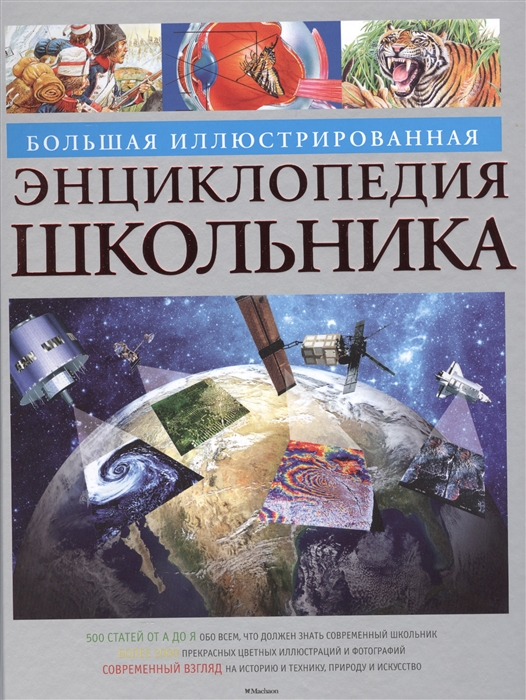 БОЛЬШАЯ ИЛЛЮСТРИРОВАННАЯ
ЭНЦИКЛОПЕДИЯ
ШКОЛЬНИКА
500 СТАТЕЙ ОТ А ДО Я ОБО ВСЕМ, ЧТО ДОЛЖЕН ЗНАТЬ СОВРЕМЕННЫЙ ШКОЛЬНИК
ПРЕКРАСНЫХ ЦВЕТНЫХ ИЛЛЮСТРАЦИЙ И ФОТОГРАФИЙ
СОВРЕМЕННЫЙ ВЗГЛЯД НА ИСТОРИЮ И ТЕХНИКУ, ПРИРОДУ И ИСКУССТВО
Machaon